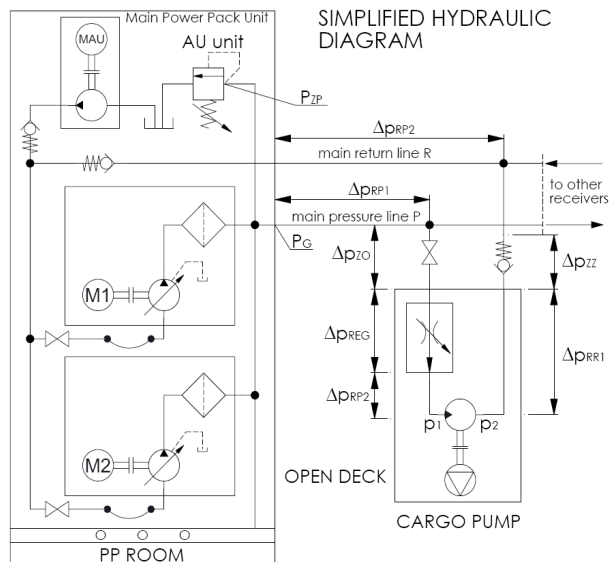 Main Power Pack Unit
SIMPLIFIED HYDRAULIC
DIAGRAM
MAU
AU unit
PZP
ΔpRP2
main return line R
to other
receivers
ΔpRP1
main pressure line P
PG
ΔpZO
ΔpZZ
M1
ΔpREG
ΔpRR1
ΔpRP2
p1
p2
M2
OPEN DECK
CARGO PUMP
PP ROOM